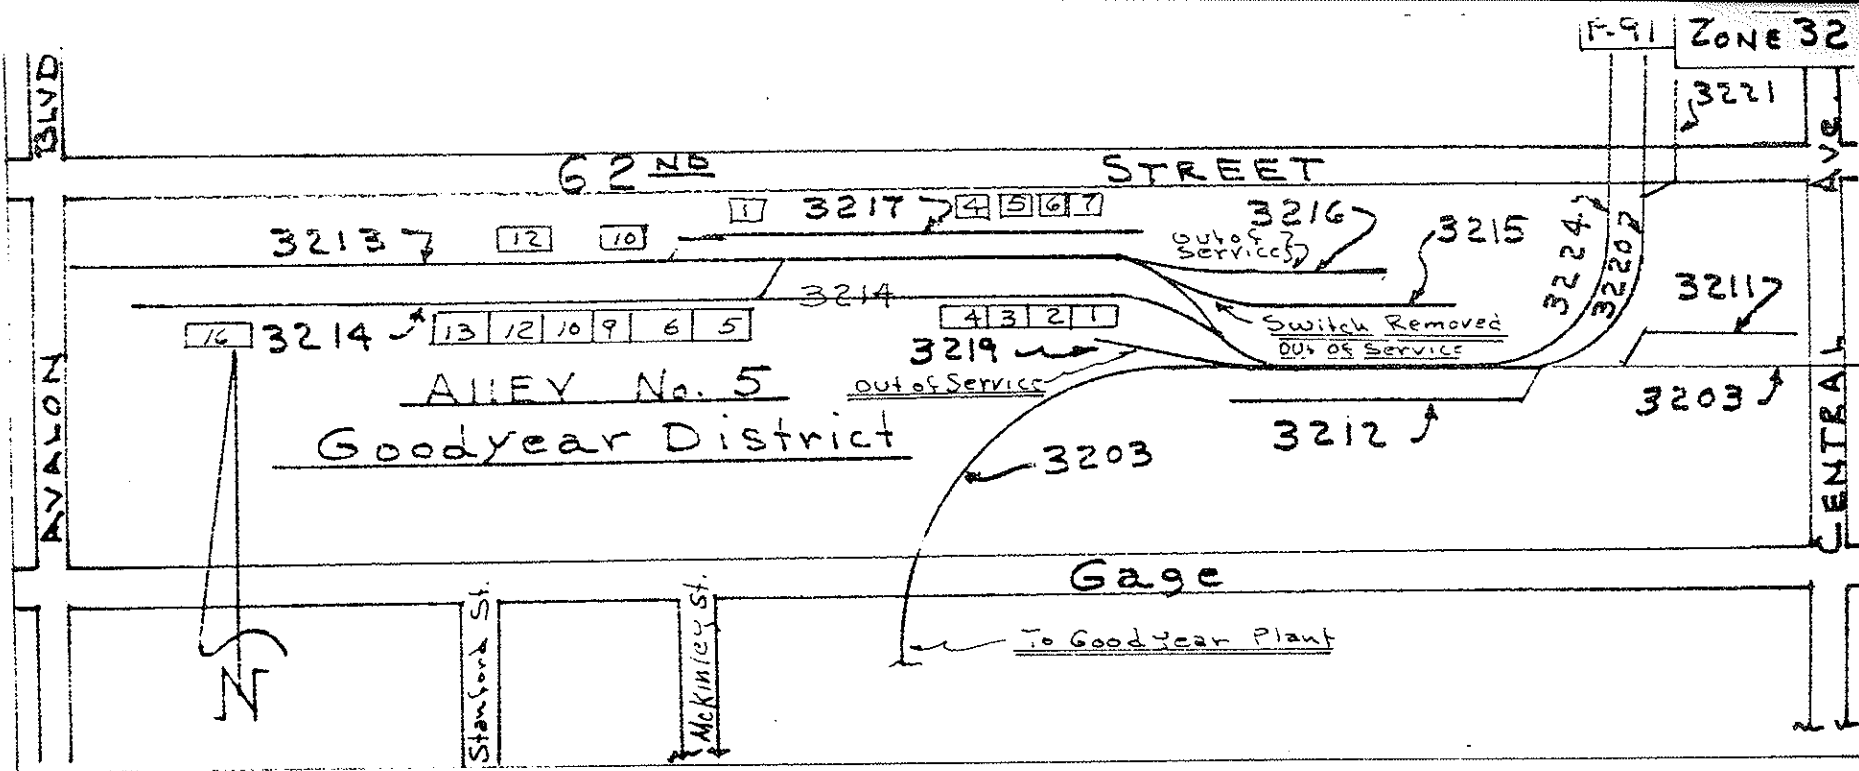 F-91
ZONE 32
3221
BLVD
AVALON
62ND STREET
CENTRAL Ave
1
3217
4 5 6 7
3213
12
10
3216
Out of Service
3215
3224
3207
3211
3214
16
3214
13 12 10 9 6 5
4 3 2 1
Switch Removed
Out of Service
3219
Out of Service
AllEY No. 5
Goodyear District
3203
3212
3203
Gage
Stanford St.
McKinley St.
To Goodyear Plant
N